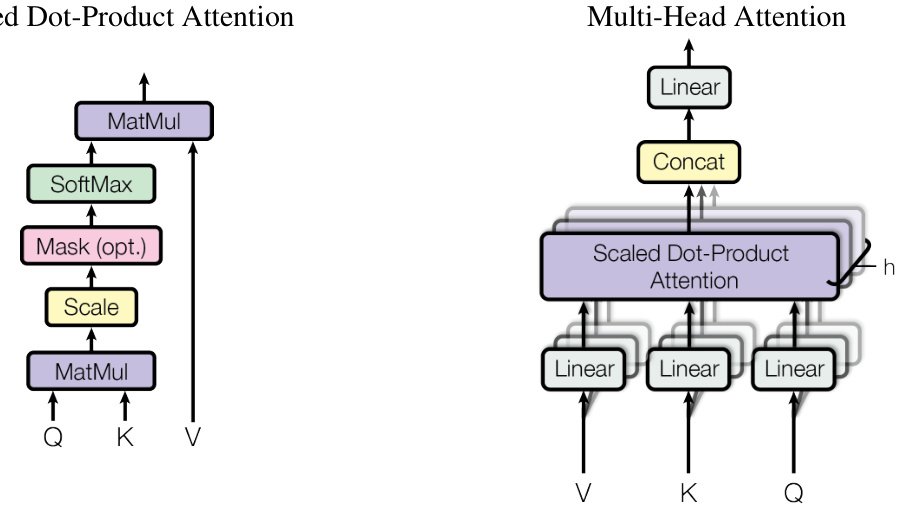 ed Dot-Product Attention
MatMul
SoftMax
Mask (opt.)
Scale
MatMul
Q K V
Multi-Head Attention
Linear
Concat
Scaled Dot-Product
Attention
h
Linear Linear Linear
V K Q